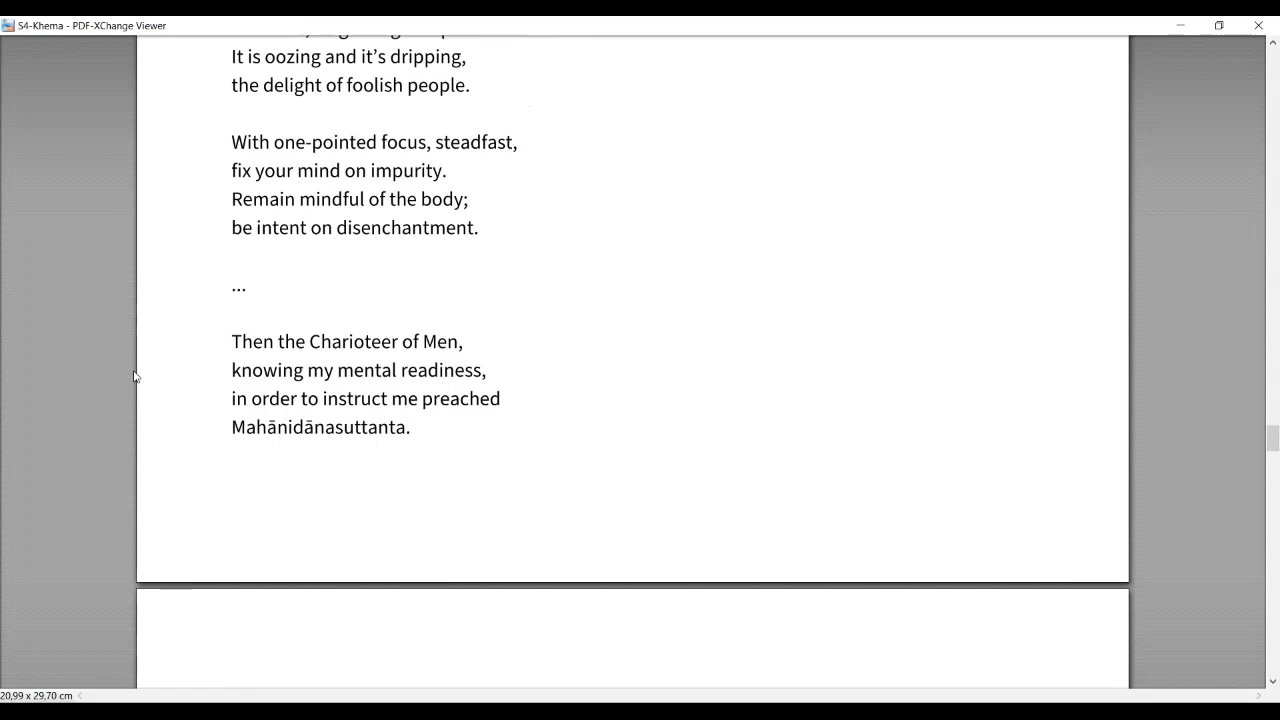 S4-Khema - PDF-XChange Viewer
It is oozing and it’s dripping,
the delight of foolish people.
With one-pointed focus, steadfast,
fix your mind on impurity.
Remain mindful of the body;
be intent on disenchantment.
...
Then the Charioteer of Men,
knowing my mental readiness,
in order to instruct me preached
Mahānidānasuttanta.
20,99 x 29,70 cm